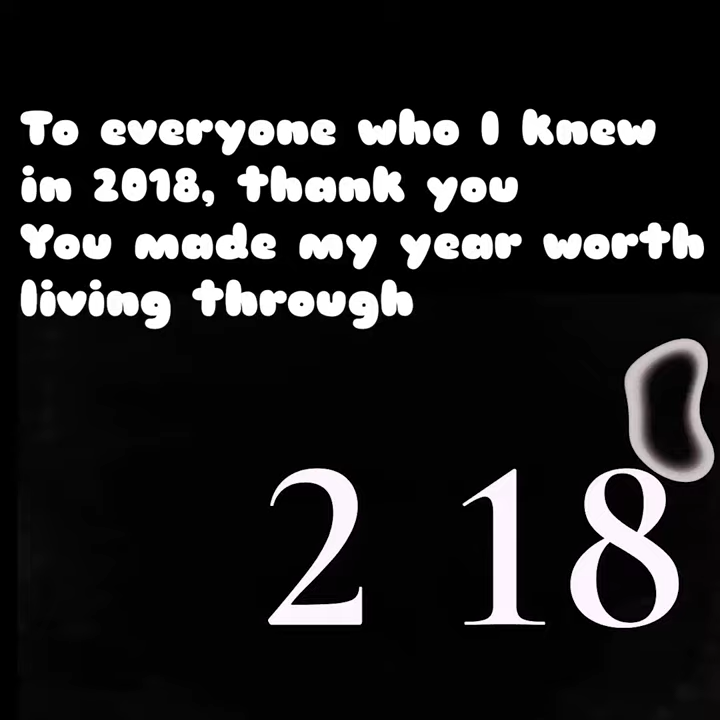 To everyone who I knew
in 2018, thank you
You made my year worth
living through
2 18